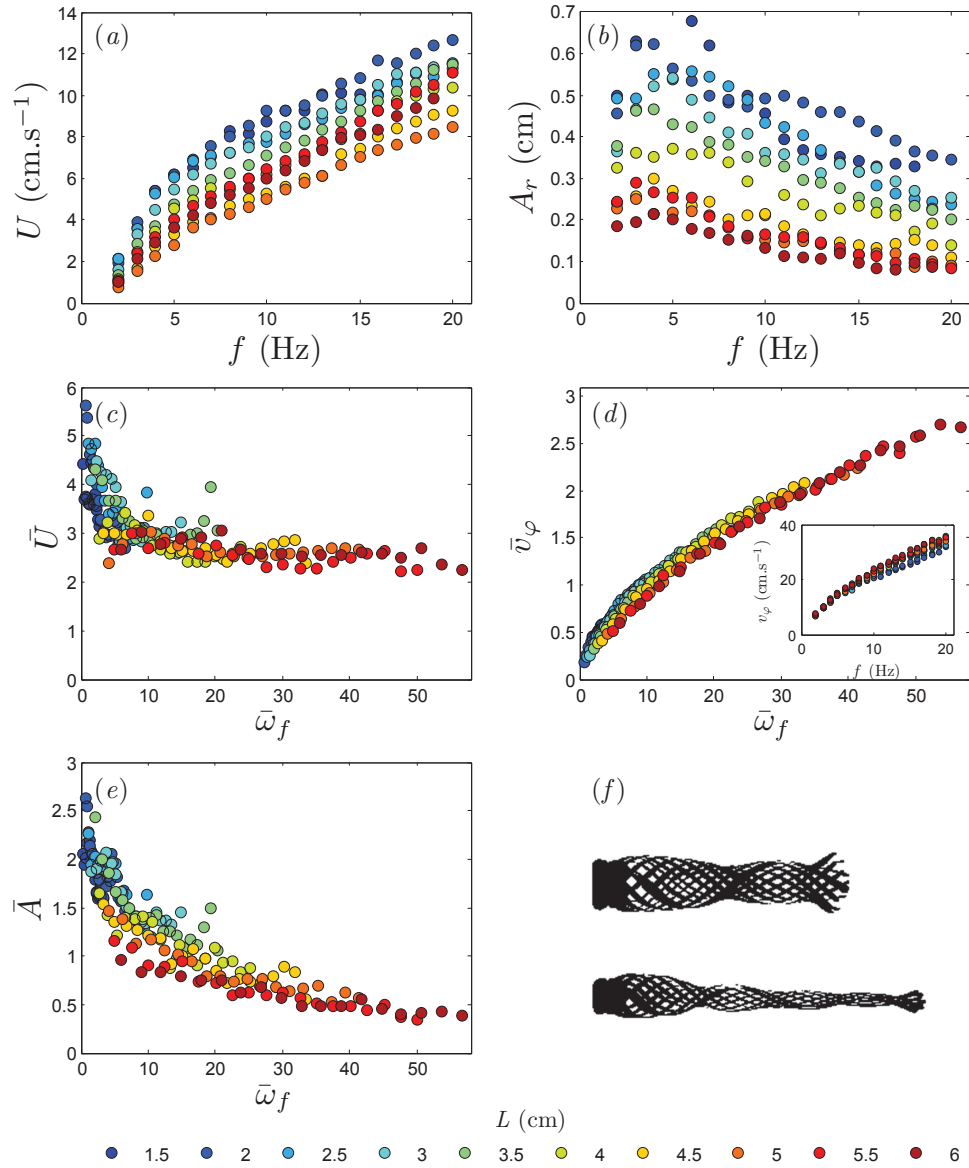 (a)
14
12
10
8
6
4
2
0
0 5 10 15 20
U (cm.s⁻¹)
f (Hz)
(b)
0.7
0.6
0.5
0.4
0.3
0.2
0.1
0
0 5 10 15 20
A_r (cm)
f (Hz)
(c)
6
5
4
3
2
1
0
0 10 20 30 40 50
Ū
ω̄_f
(d)
3
2.5
2
1.5
1
0.5
0
0 10 20 30 40 50
v̄_φ
ω̄_f
40
20
0
0 10 20
v_φ (cm.s⁻¹)
f (Hz)
(e)
3
2.5
2
1.5
1
0.5
0
0 10 20 30 40 50
Ā
ω̄_f
(f)
L (cm)
1.5 2 2.5 3 3.5 4 4.5 5 5.5 6